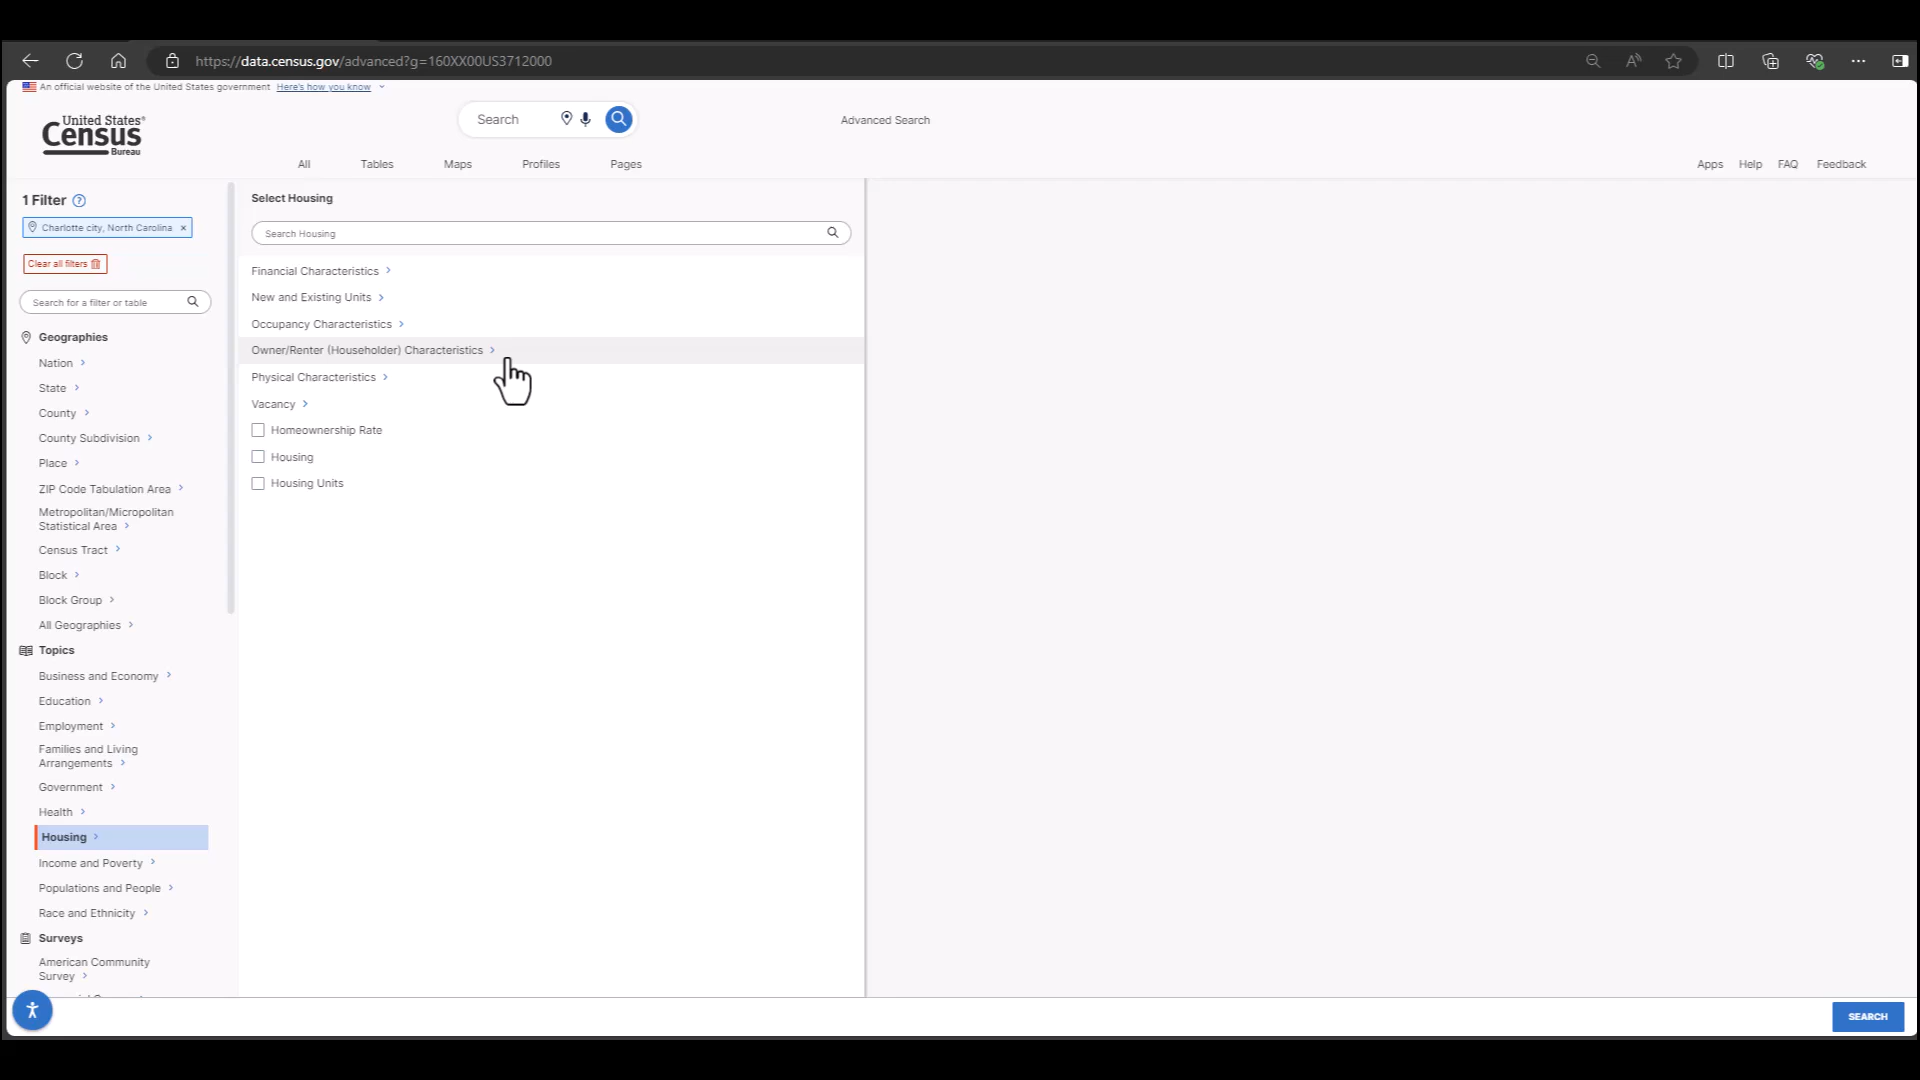 https://data.census.gov/advanced?g=160XX00US3712000
An official website of the United States government Here's how you know
United States®
Census
Bureau
Search
Advanced Search
All Tables Maps Profiles Pages
Apps Help FAQ Feedback
1 Filter ?
Charlotte city, North Carolina ×
Clear all filters
Search for a filter or table
Geographies
Nation
State
County
County Subdivision
Place
ZIP Code Tabulation Area
Metropolitan/Micropolitan
Statistical Area
Census Tract
Block
Block Group
All Geographies
Topics
Business and Economy
Education
Employment
Families and Living
Arrangements
Government
Health
Housing
Income and Poverty
Populations and People
Race and Ethnicity
Surveys
American Community
Survey
Select Housing
Search Housing
Financial Characteristics
New and Existing Units
Occupancy Characteristics
Owner/Renter (Householder) Characteristics
Physical Characteristics
Vacancy
Homeownership Rate
Housing
Housing Units
SEARCH